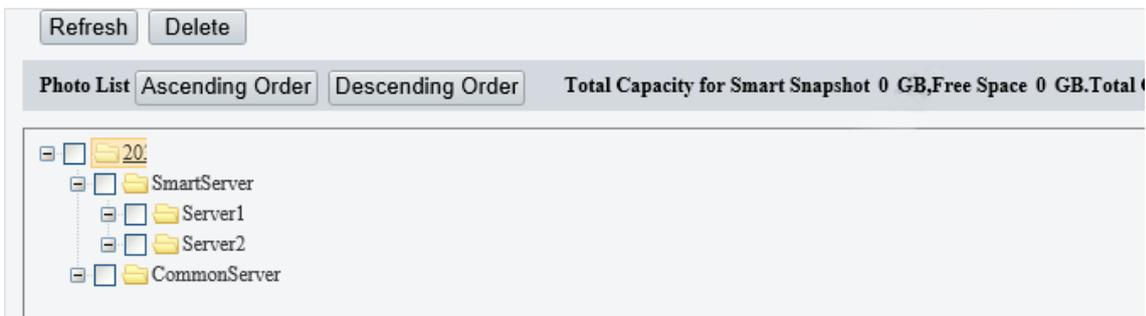 Refresh Delete
Photo List Ascending Order Descending Order Total Capacity for Smart Snapshot 0 GB,Free Space 0 GB.Total
SmartServer
Server1
Server2
CommonServer